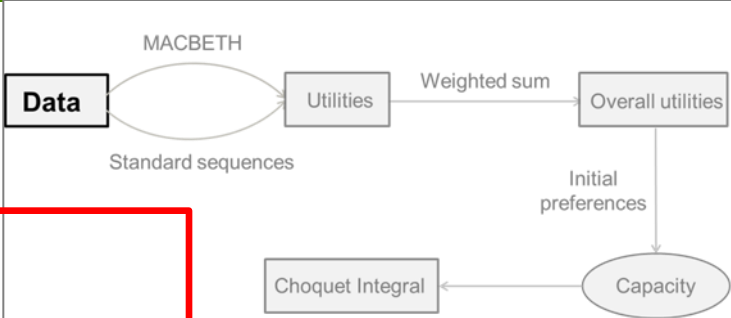 MACBETH
Data
Utilities
Weighted sum
Overall utilities
Standard sequences
Initial
preferences
Choquet Integral
Capacity